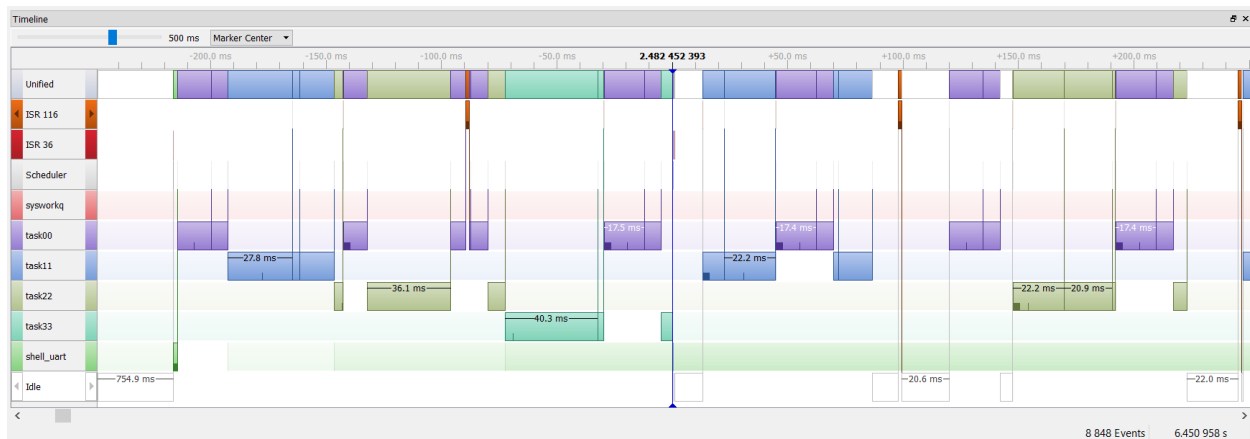 Timeline
500 ms Marker Center
-200.0 ms -150.0 ms -100.0 ms -50.0 ms 2.482 452 393 +50.0 ms +100.0 ms +150.0 ms +200.0 ms
Unified
ISR 116
ISR 36
Scheduler
sysworkq
task00 17.5 ms 17.4 ms 17.4 ms
task11 27.8 ms 22.2 ms
task22 36.1 ms 22.2 ms 20.9 ms
task33 40.3 ms
shell_uart
Idle 754.9 ms 20.6 ms 22.0 ms
8 848 Events 6.450 958 s